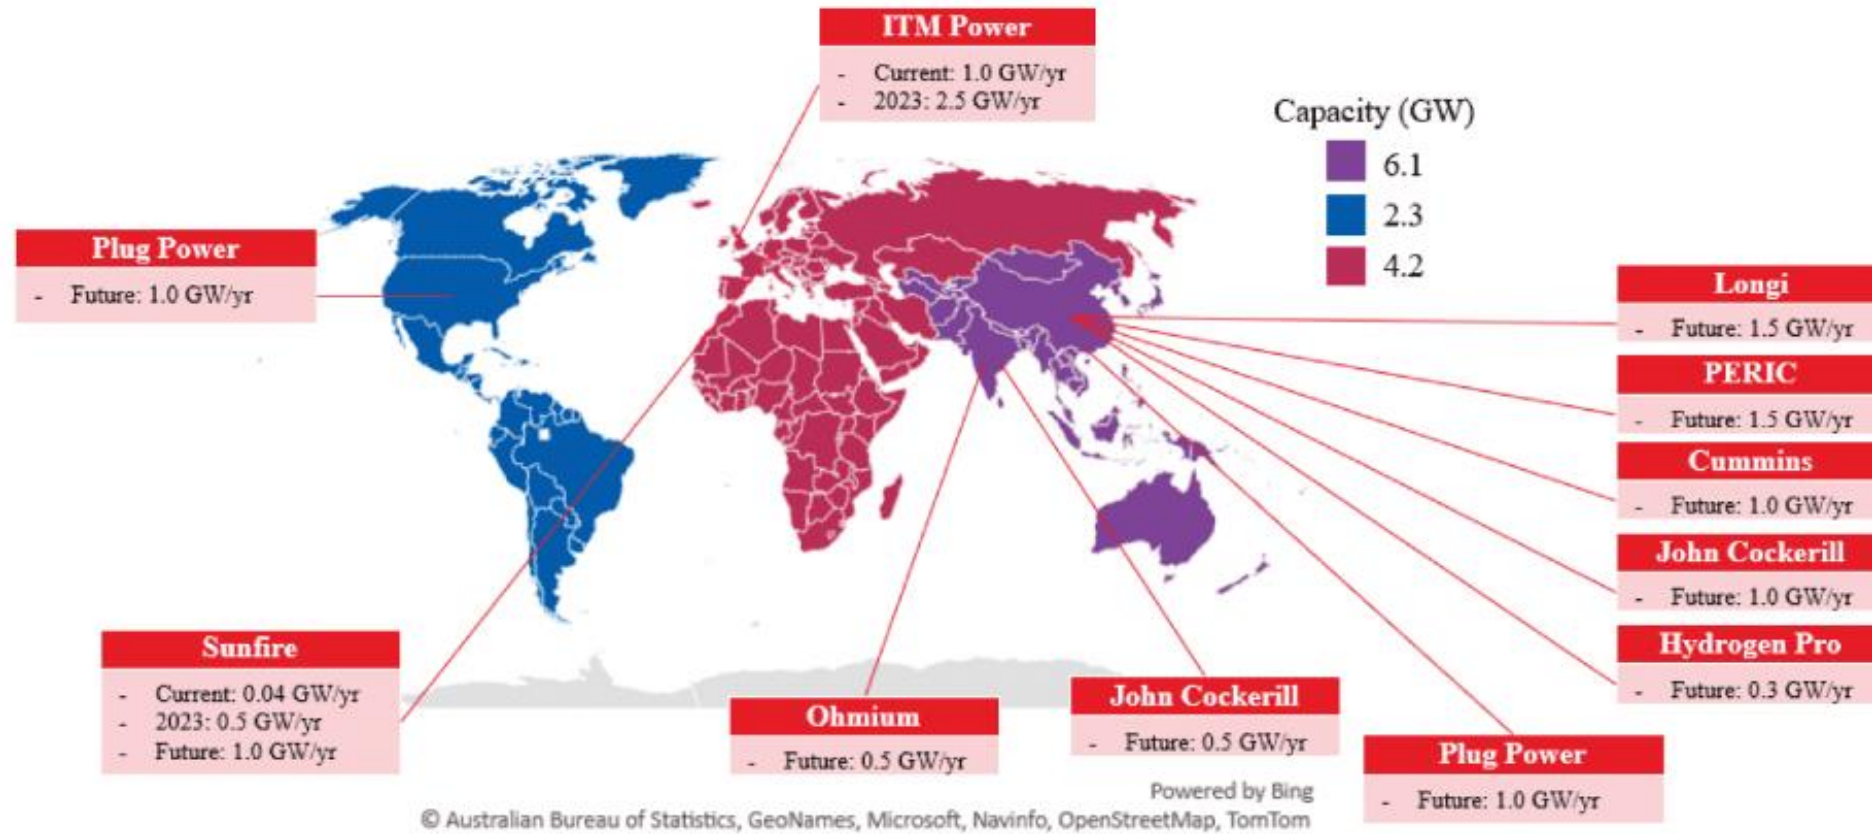 ITM Power
- Current: 1.0 GW/yr
- 2023: 2.5 GW/yr
Capacity (GW)
6.1
2.3
4.2
Plug Power
- Future: 1.0 GW/yr
Longi
- Future: 1.5 GW/yr
PERIC
- Future: 1.5 GW/yr
Cummins
- Future: 1.0 GW/yr
John Cockerill
- Future: 1.0 GW/yr
Hydrogen Pro
- Future: 0.3 GW/yr
Sunfire
- Current: 0.04 GW/yr
- 2023: 0.5 GW/yr
- Future: 1.0 GW/yr
Ohmium
- Future: 0.5 GW/yr
John Cockerill
- Future: 0.5 GW/yr
Plug Power
- Future: 1.0 GW/yr
Powered by Bing
© Australian Bureau of Statistics, GeoNames, Microsoft, Navinfo, OpenStreetMap, TomTom